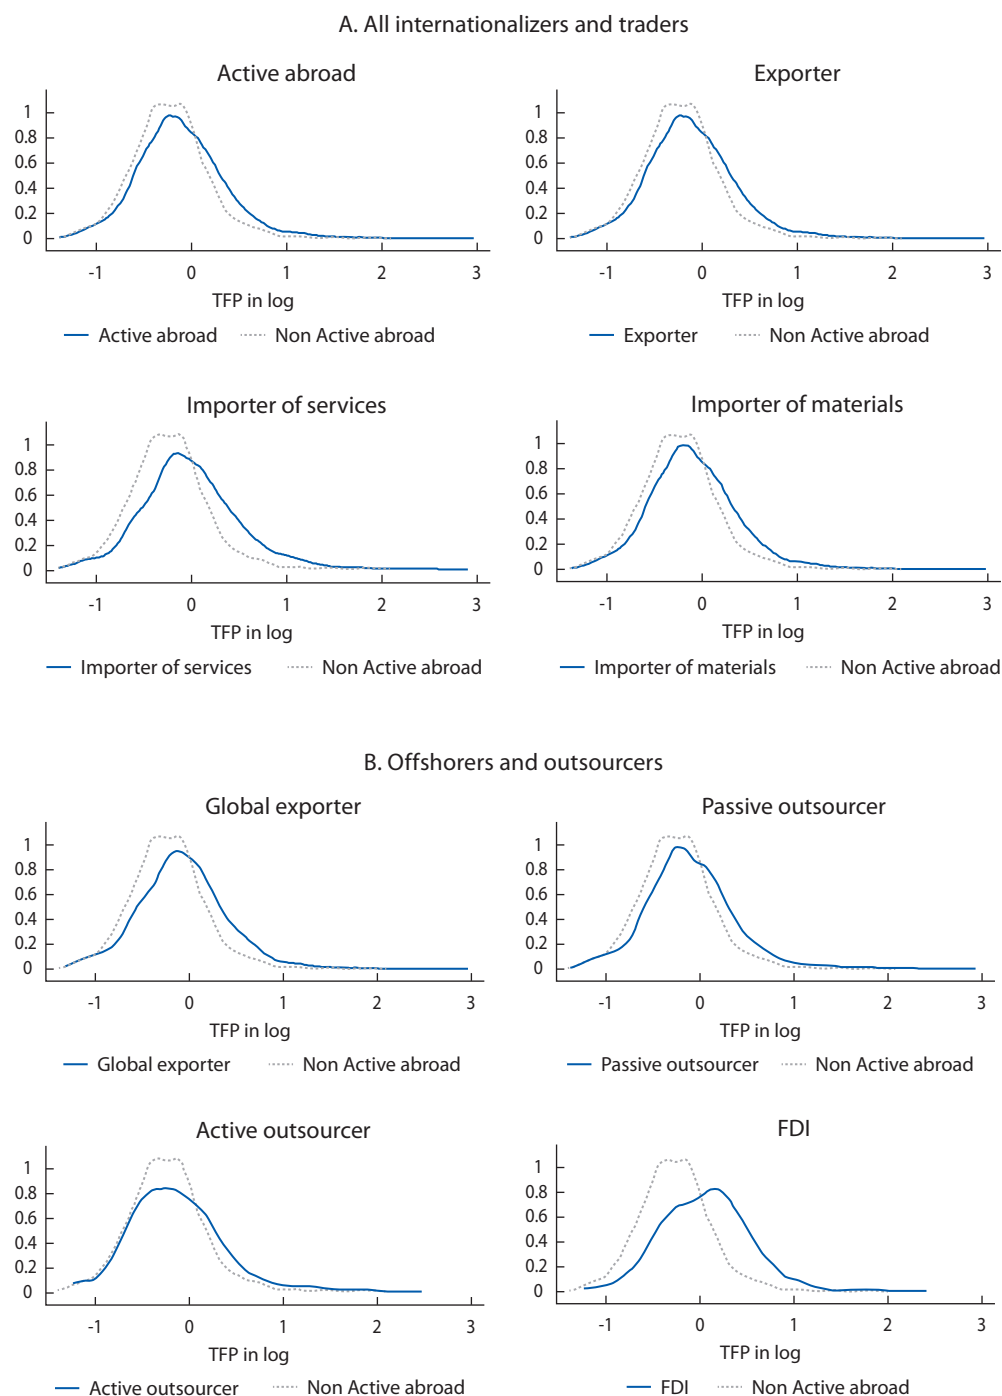 A. All internationalizers and traders
Active abroad
1
0.8
0.6
0.4
0.2
0
-1 0 1 2 3
TFP in log
Active abroad Non Active abroad
Exporter
1
0.8
0.6
0.4
0.2
0
-1 0 1 2 3
TFP in log
Exporter Non Active abroad
Importer of services
1
0.8
0.6
0.4
0.2
0
-1 0 1 2 3
TFP in log
Importer of services Non Active abroad
Importer of materials
1
0.8
0.6
0.4
0.2
0
-1 0 1 2 3
TFP in log
Importer of materials Non Active abroad
B. Offshorers and outsourcers
Global exporter
1
0.8
0.6
0.4
0.2
0
-1 0 1 2 3
TFP in log
Global exporter Non Active abroad
Passive outsourcer
1
0.8
0.6
0.4
0.2
0
-1 0 1 2 3
TFP in log
Passive outsourcer Non Active abroad
Active outsourcer
1
0.8
0.6
0.4
0.2
0
-1 0 1 2 3
TFP in log
Active outsourcer Non Active abroad
FDI
1
0.8
0.6
0.4
0.2
0
-1 0 1 2 3
TFP in log
FDI Non Active abroad